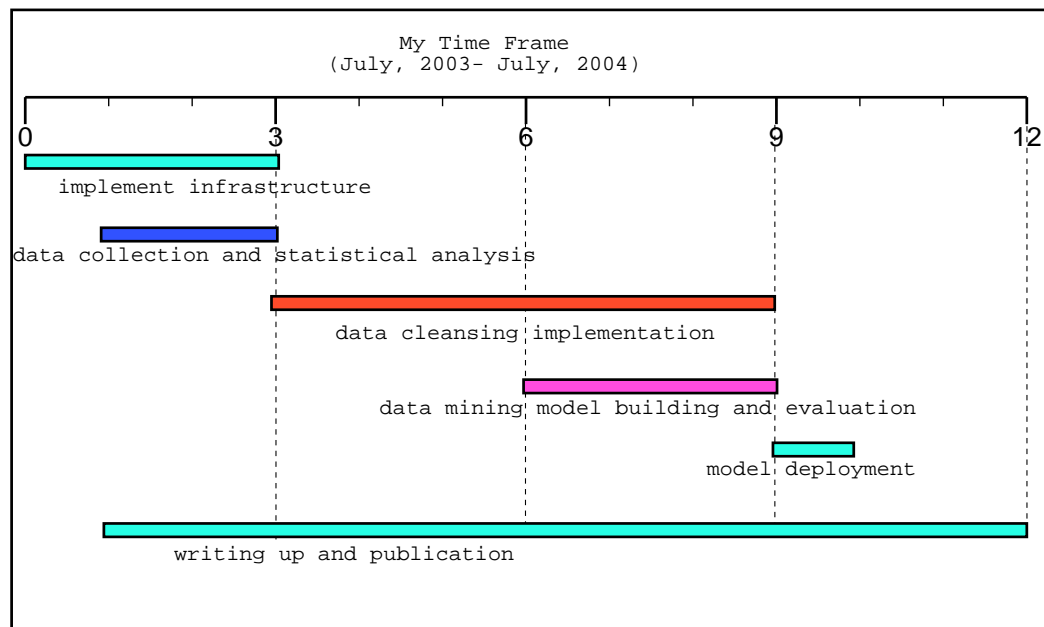 My Time Frame
(July, 2003- July, 2004)
0 3 6 9 12
implement infrastructure
data collection and statistical analysis
data cleansing implementation
data mining model building and evaluation
model deployment
writing up and publication